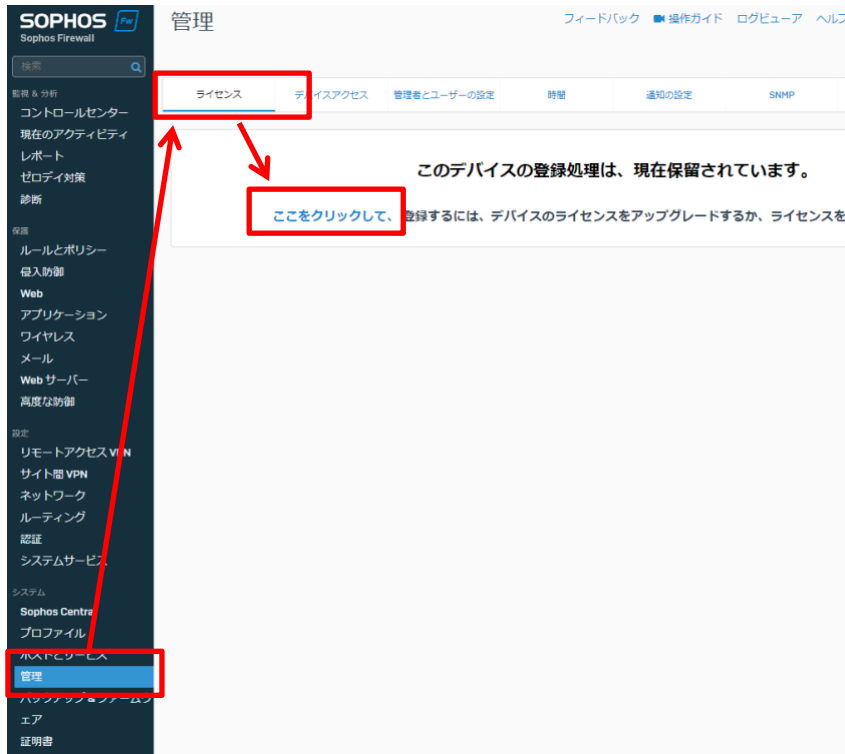 SOPHOS Fw
Sophos Firewall
検索
監視 & 分析
コントロールセンター
現在のアクティビティ
レポート
ゼロデイ対策
診断
保護
ルールとポリシー
侵入防御
Web
アプリケーション
ワイヤレス
メール
Web サーバー
高度な防御
設定
リモートアクセス VPN
サイト間 VPN
ネットワーク
ルーティング
認証
システムサービス
システム
Sophos Central
プロファイル
ホストとサービス
管理
バックアップ & ファームウ
ェア
証明書
管理
フィードバック 操作ガイド ログビューア ヘルプ
ライセンス デバイスアクセス 管理者とユーザーの設定 時間 通知の設定 SNMP
このデバイスの登録処理は、現在保留されています。
ここをクリックして、 登録するには、デバイスのライセンスをアップグレードするか、ライセンスを